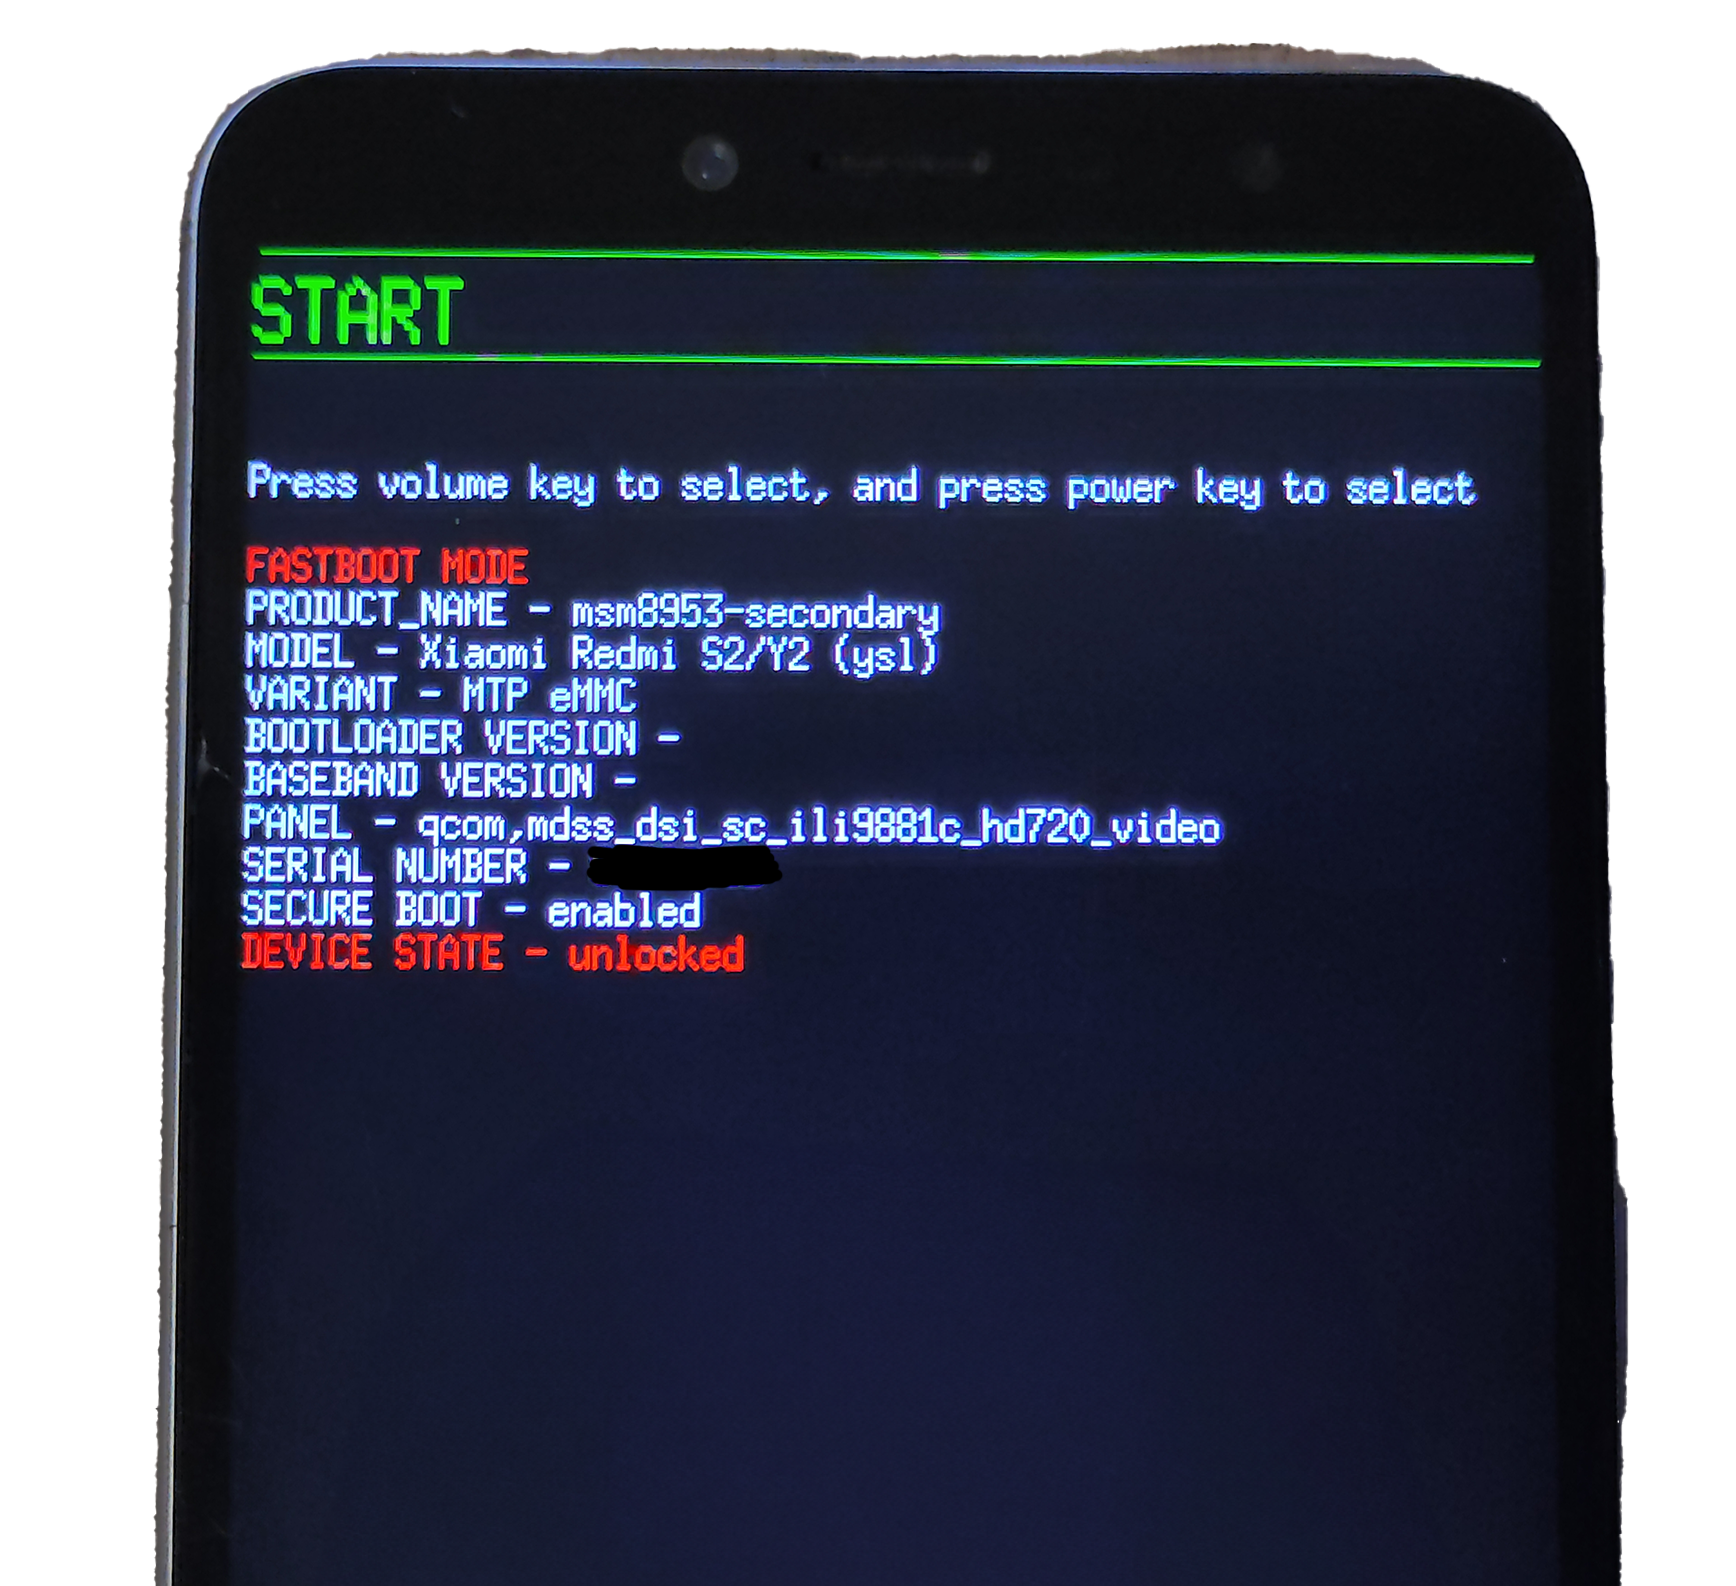 START
Press volume key to select, and press power key to select
FASTBOOT MODE
PRODUCT_NAME - msm8953-secondary
MODEL - Xiaomi Redmi S2/Y2 (ysl)
VARIANT - MTP eMMC
BOOTLOADER VERSION -
BASEBAND VERSION -
PANEL - qcom,mdss_dsi_sc_ili9881c_hd720_video
SERIAL NUMBER -
SECURE BOOT - enabled
DEVICE STATE - unlocked